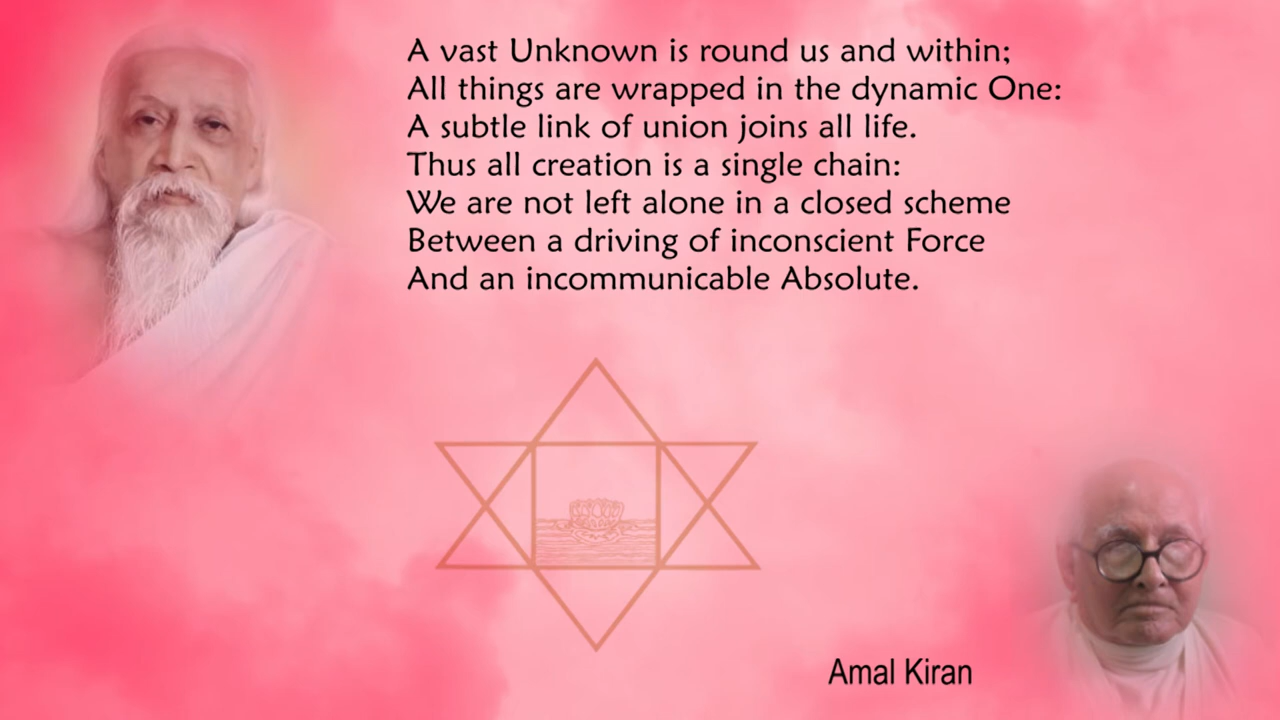 A vast Unknown is round us and within;
All things are wrapped in the dynamic One:
A subtle link of union joins all life.
Thus all creation is a single chain:
We are not left alone in a closed scheme
Between a driving of inconscient Force
And an incommunicable Absolute.
Amal Kiran